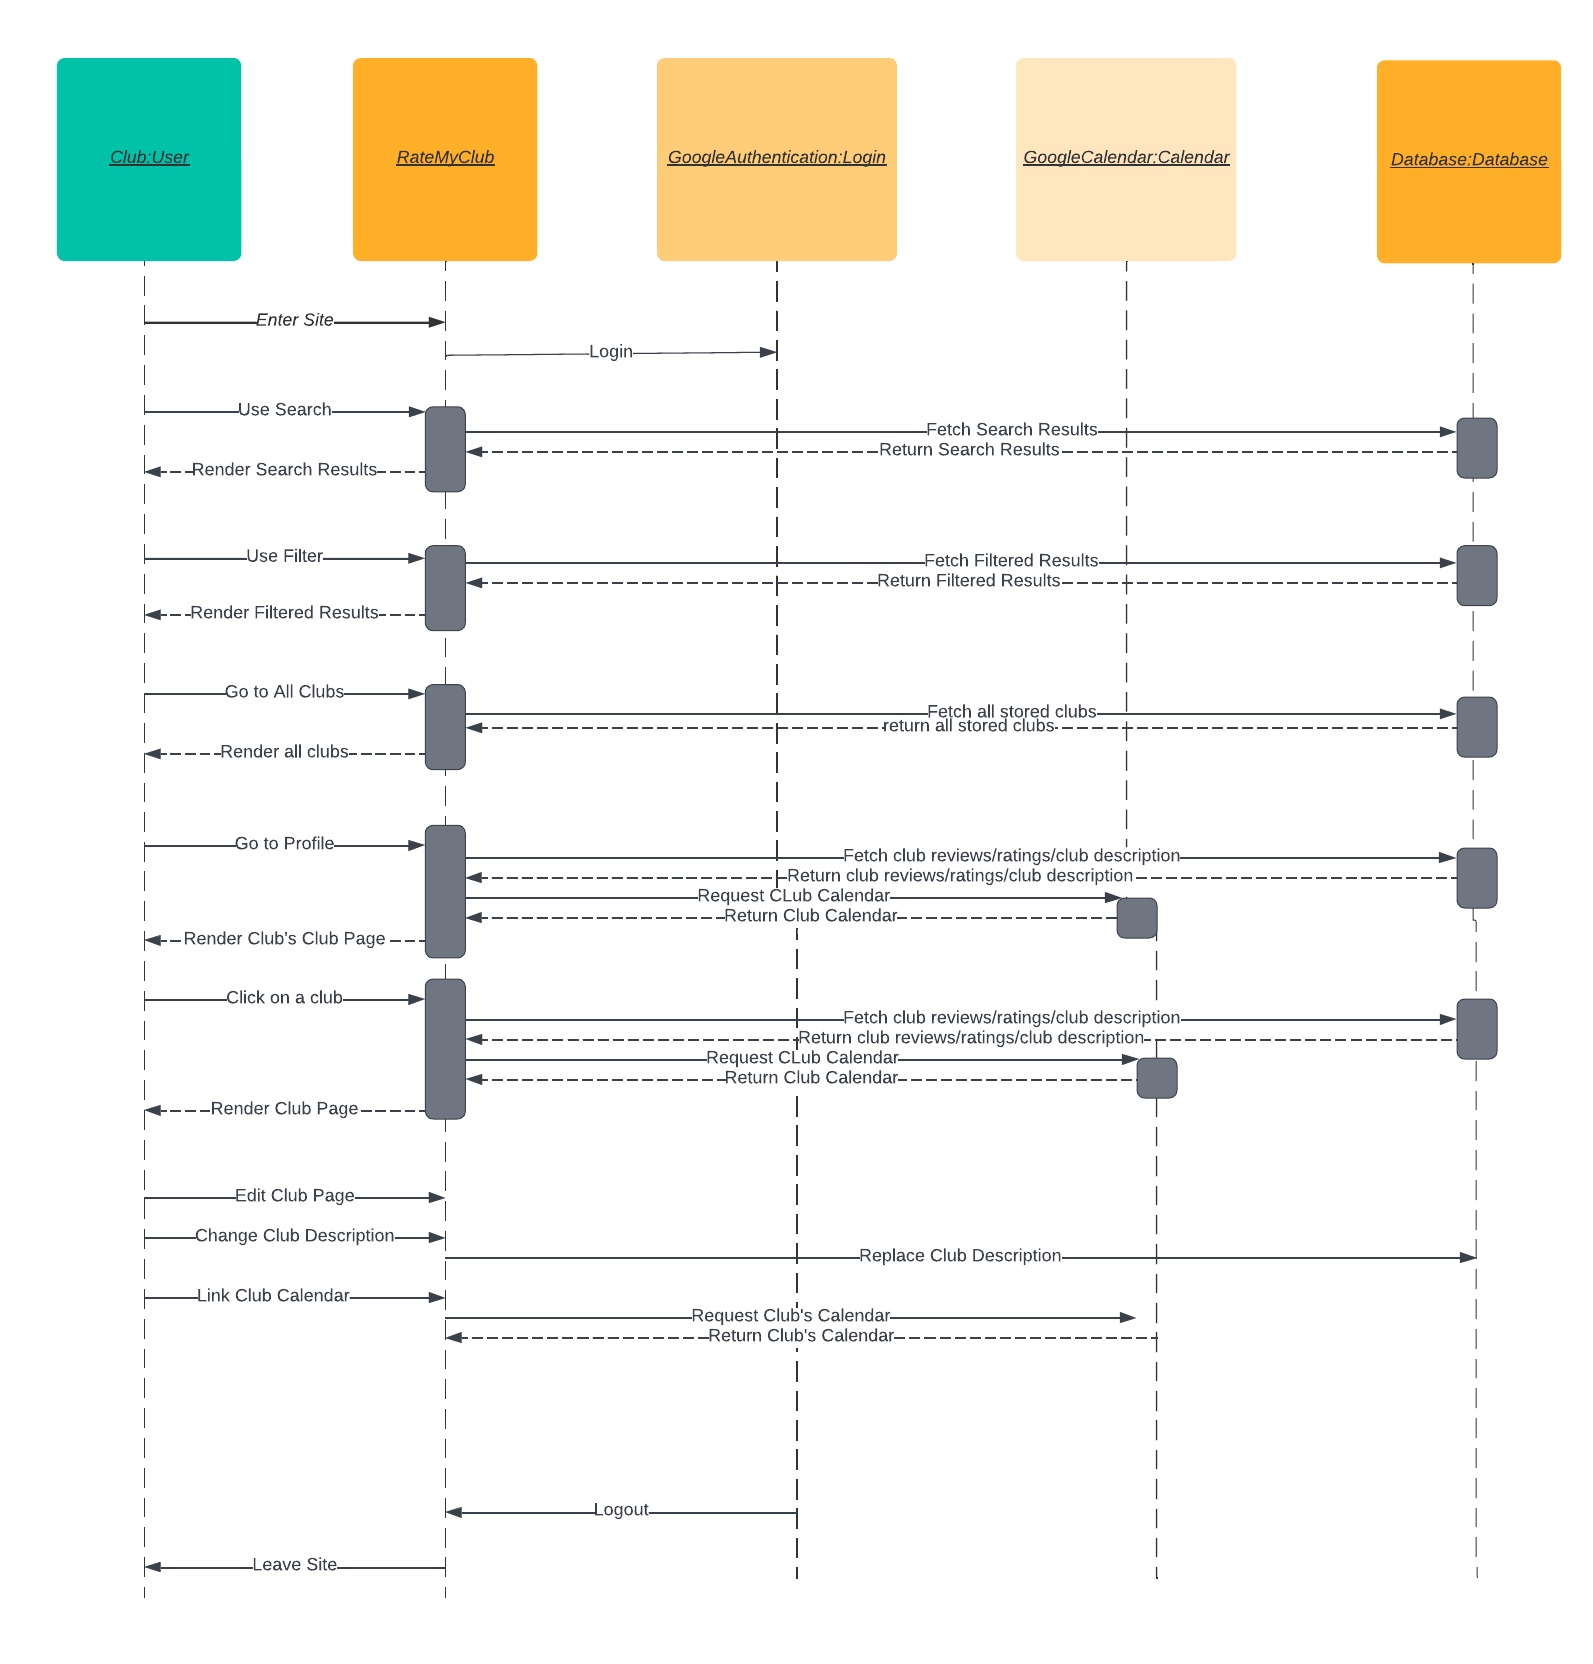 Club:User
RateMyClub
GoogleAuthentication:Login
GoogleCalendar:Calendar
Database:Database
Enter Site
Login
Use Search
Fetch Search Results
Return Search Results
Render Search Results
Use Filter
Fetch Filtered Results
Return Filtered Results
Render Filtered Results
Go to All Clubs
Fetch all stored clubs
return all stored clubs
Render all clubs
Go to Profile
Fetch club reviews/ratings/club description
Return club reviews/ratings/club description
Request CLub Calendar
Return Club Calendar
Render Club's Club Page
Click on a club
Fetch club reviews/ratings/club description
Return club reviews/ratings/club description
Request CLub Calendar
Return Club Calendar
Render Club Page
Edit Club Page
Change Club Description
Replace Club Description
Link Club Calendar
Request Club's Calendar
Return Club's Calendar
Logout
Leave Site